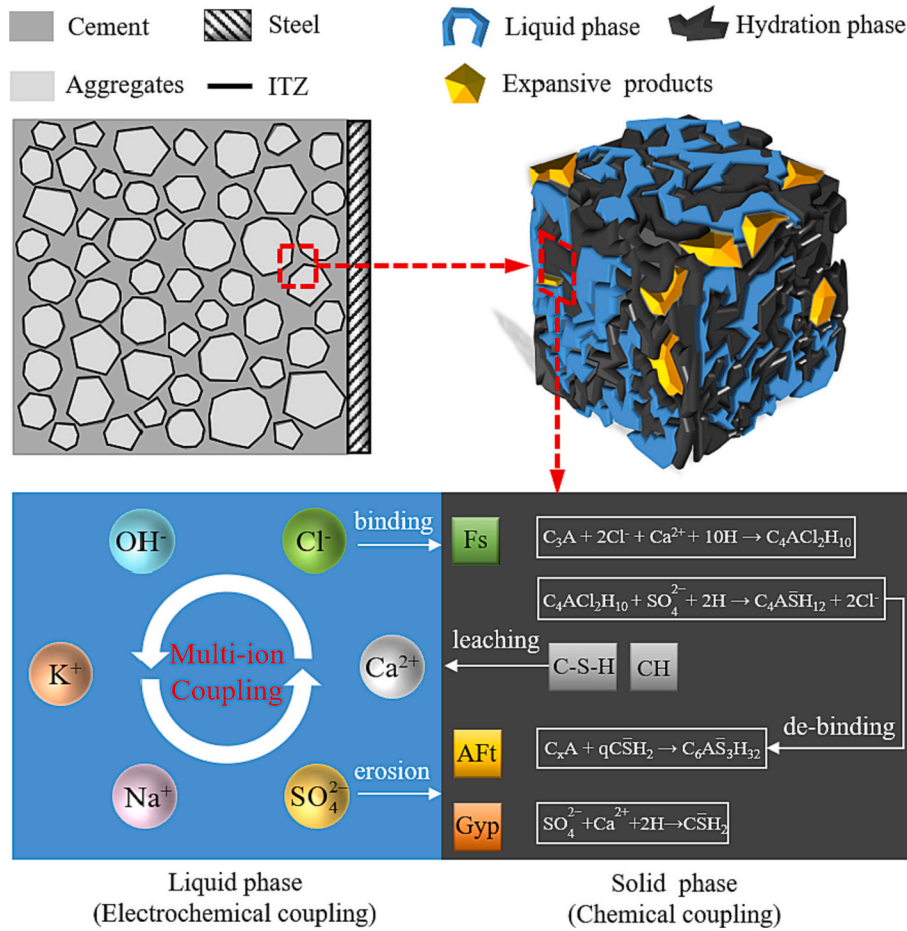 Cement
Steel
Liquid phase
Hydration phase
Aggregates
ITZ
Expansive products
OH⁻
Cl⁻
binding
Fs
C₃A + 2Cl⁻ + Ca²⁺ + 10H → C₄ACl₂H₁₀
C₄ACl₂H₁₀ + SO₄²⁻ + 2H → C₄AS̄H₁₂ + 2Cl⁻
K⁺
Multi-ion
Coupling
Ca²⁺
leaching
C-S-H
CH
de-binding
AFt
CₓA + qCS̄H₂ → C₆AS̄₃H₃₂
Na⁺
SO₄²⁻
erosion
Gyp
SO₄²⁻+Ca²⁺+2H→CS̄H₂
Liquid phase
(Electrochemical coupling)
Solid phase
(Chemical coupling)